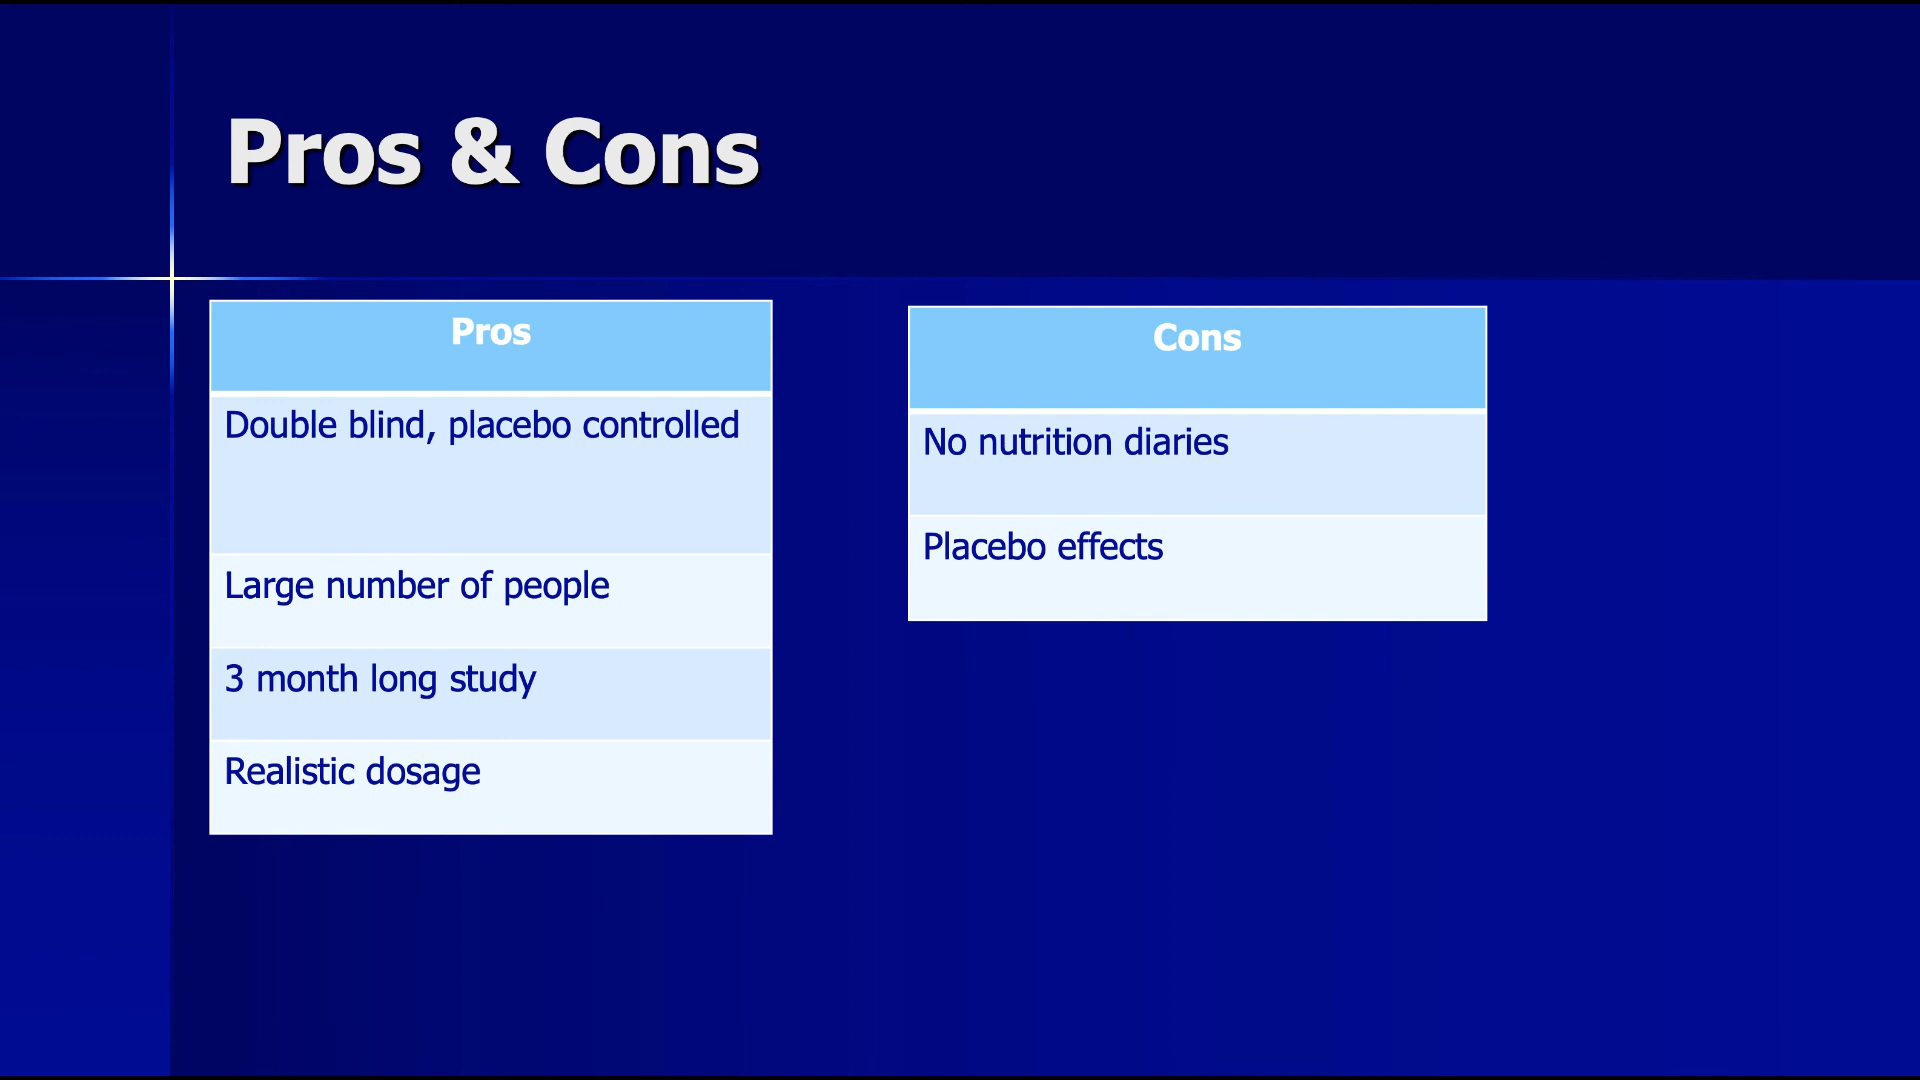 Pros & Cons
Pros
Double blind, placebo controlled
Large number of people
3 month long study
Realistic dosage
Cons
No nutrition diaries
Placebo effects